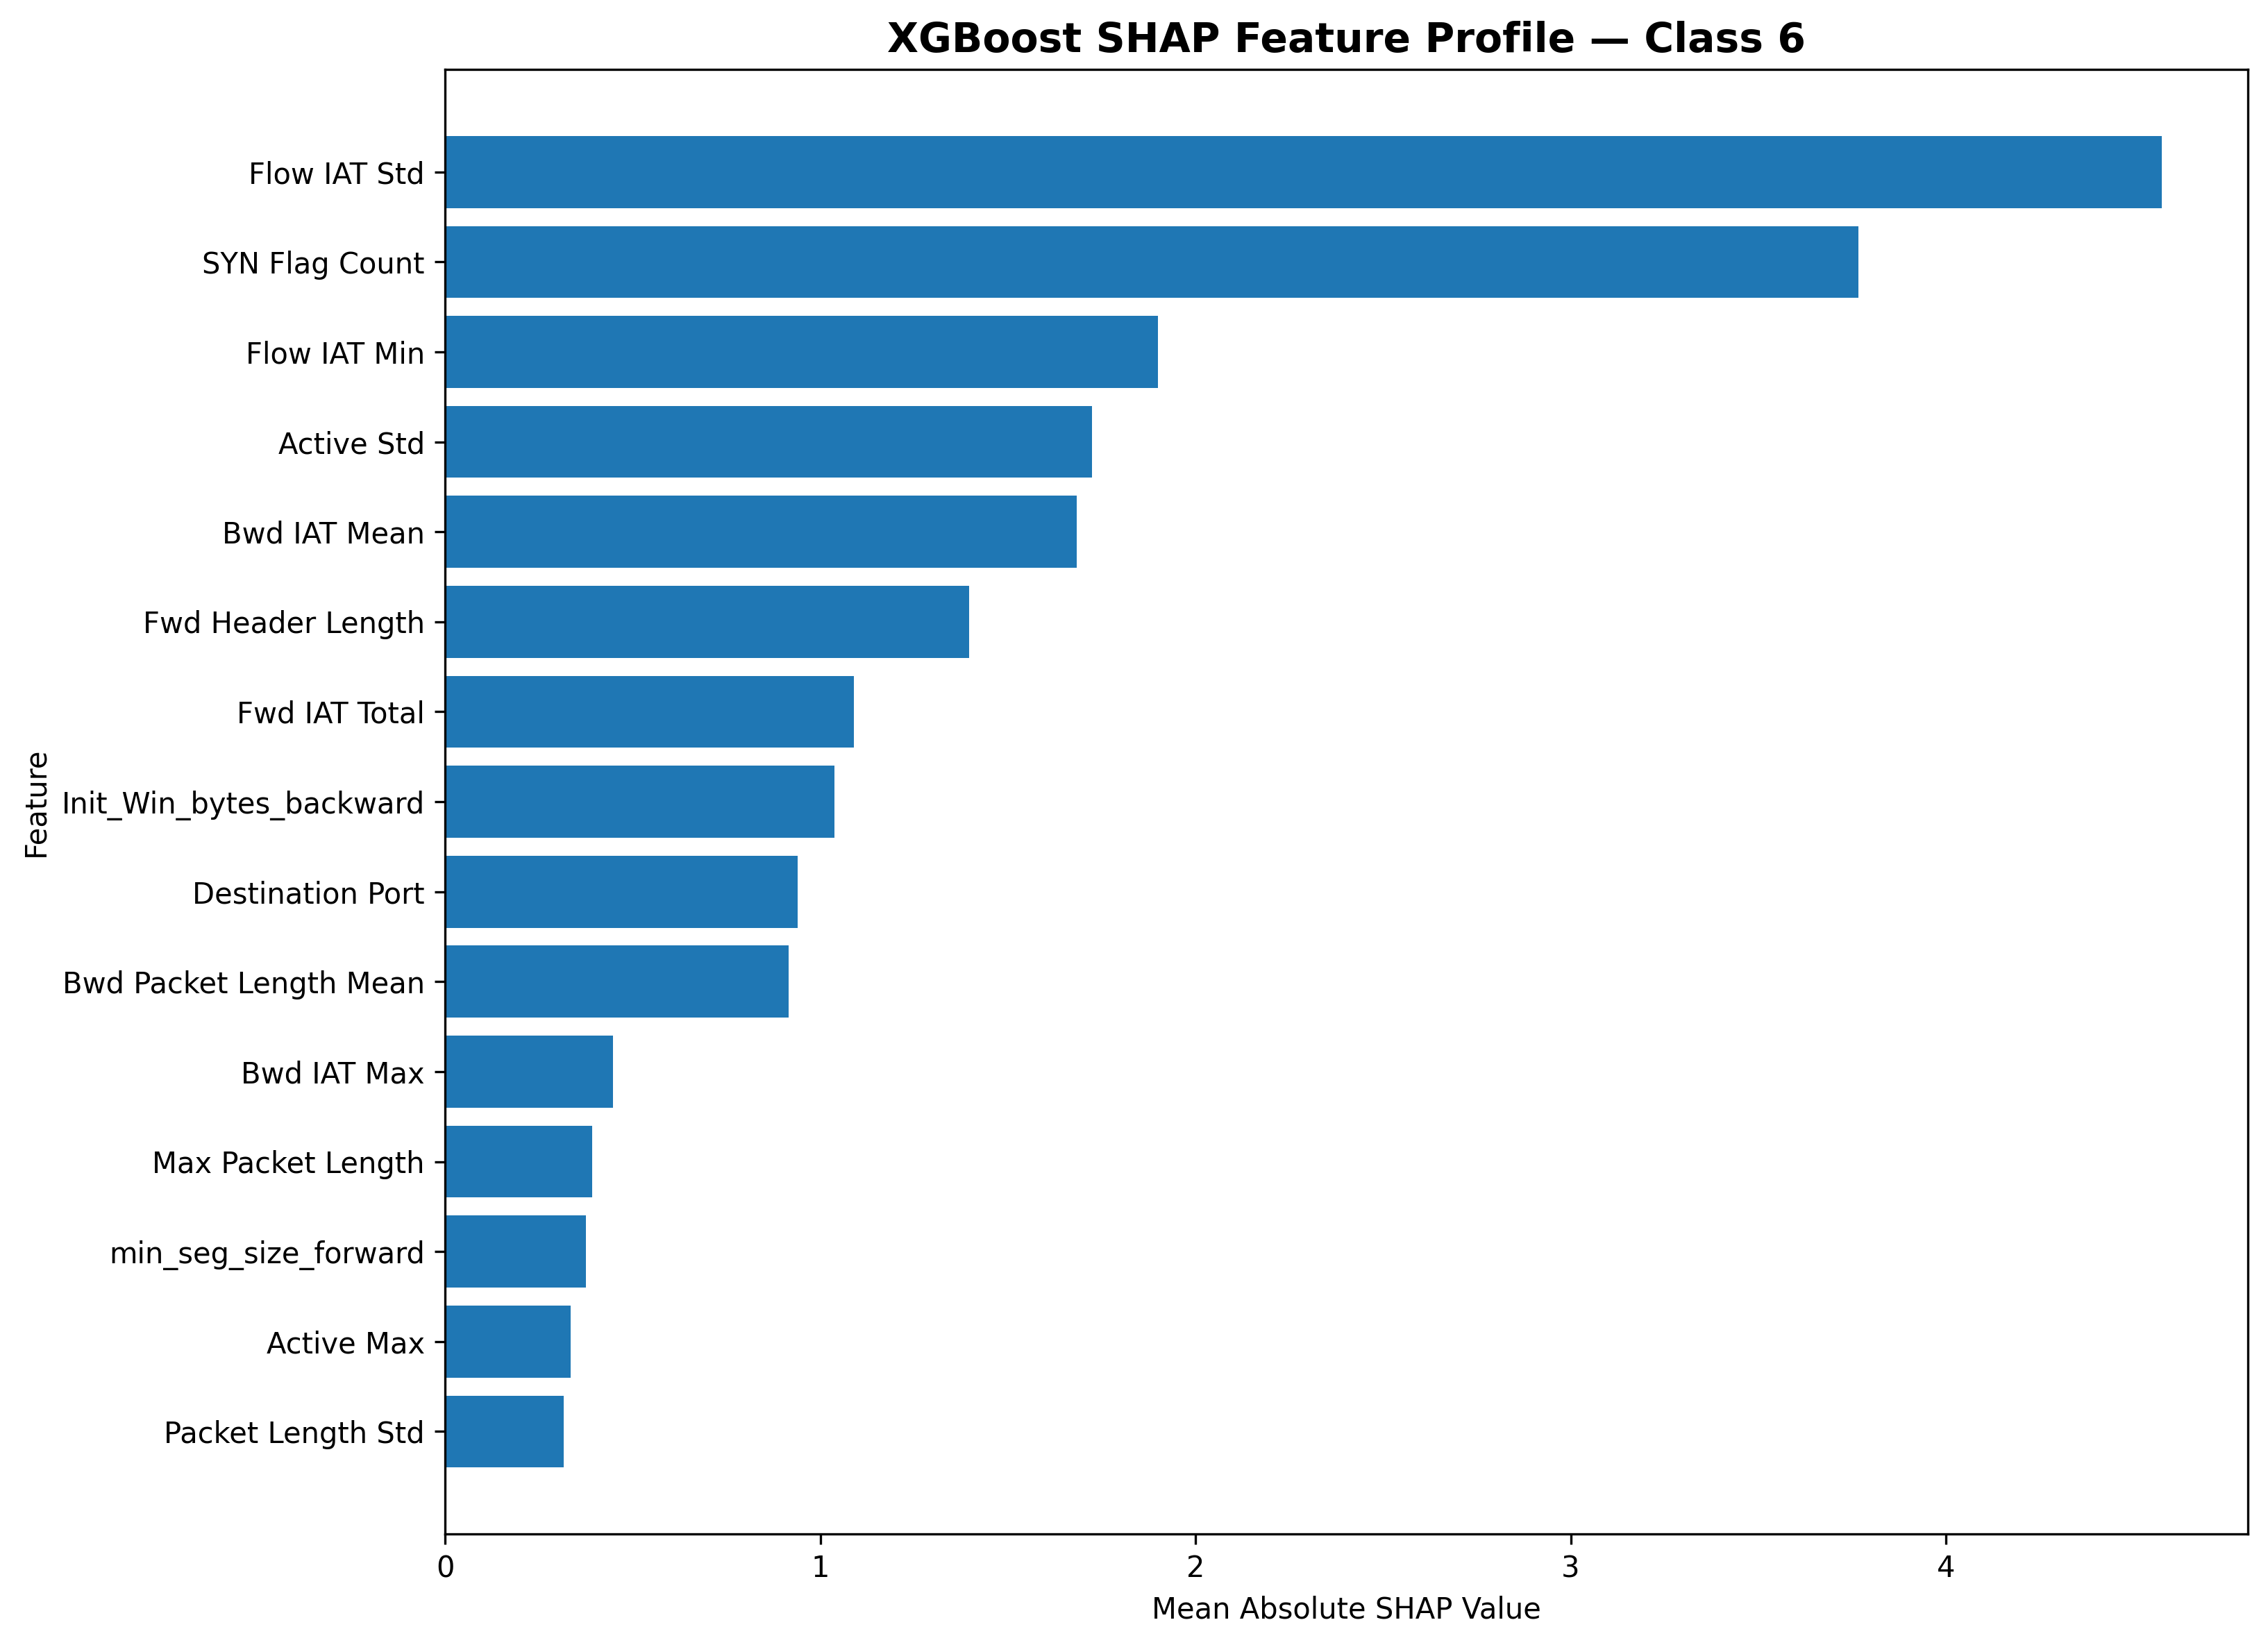 XGBoost SHAP Feature Profile — Class 6
Flow IAT Std
SYN Flag Count
Flow IAT Min
Active Std
Bwd IAT Mean
Fwd Header Length
Fwd IAT Total
Init_Win_bytes_backward
Destination Port
Bwd Packet Length Mean
Bwd IAT Max
Max Packet Length
min_seg_size_forward
Active Max
Packet Length Std
Feature
0 1 2 3 4
Mean Absolute SHAP Value